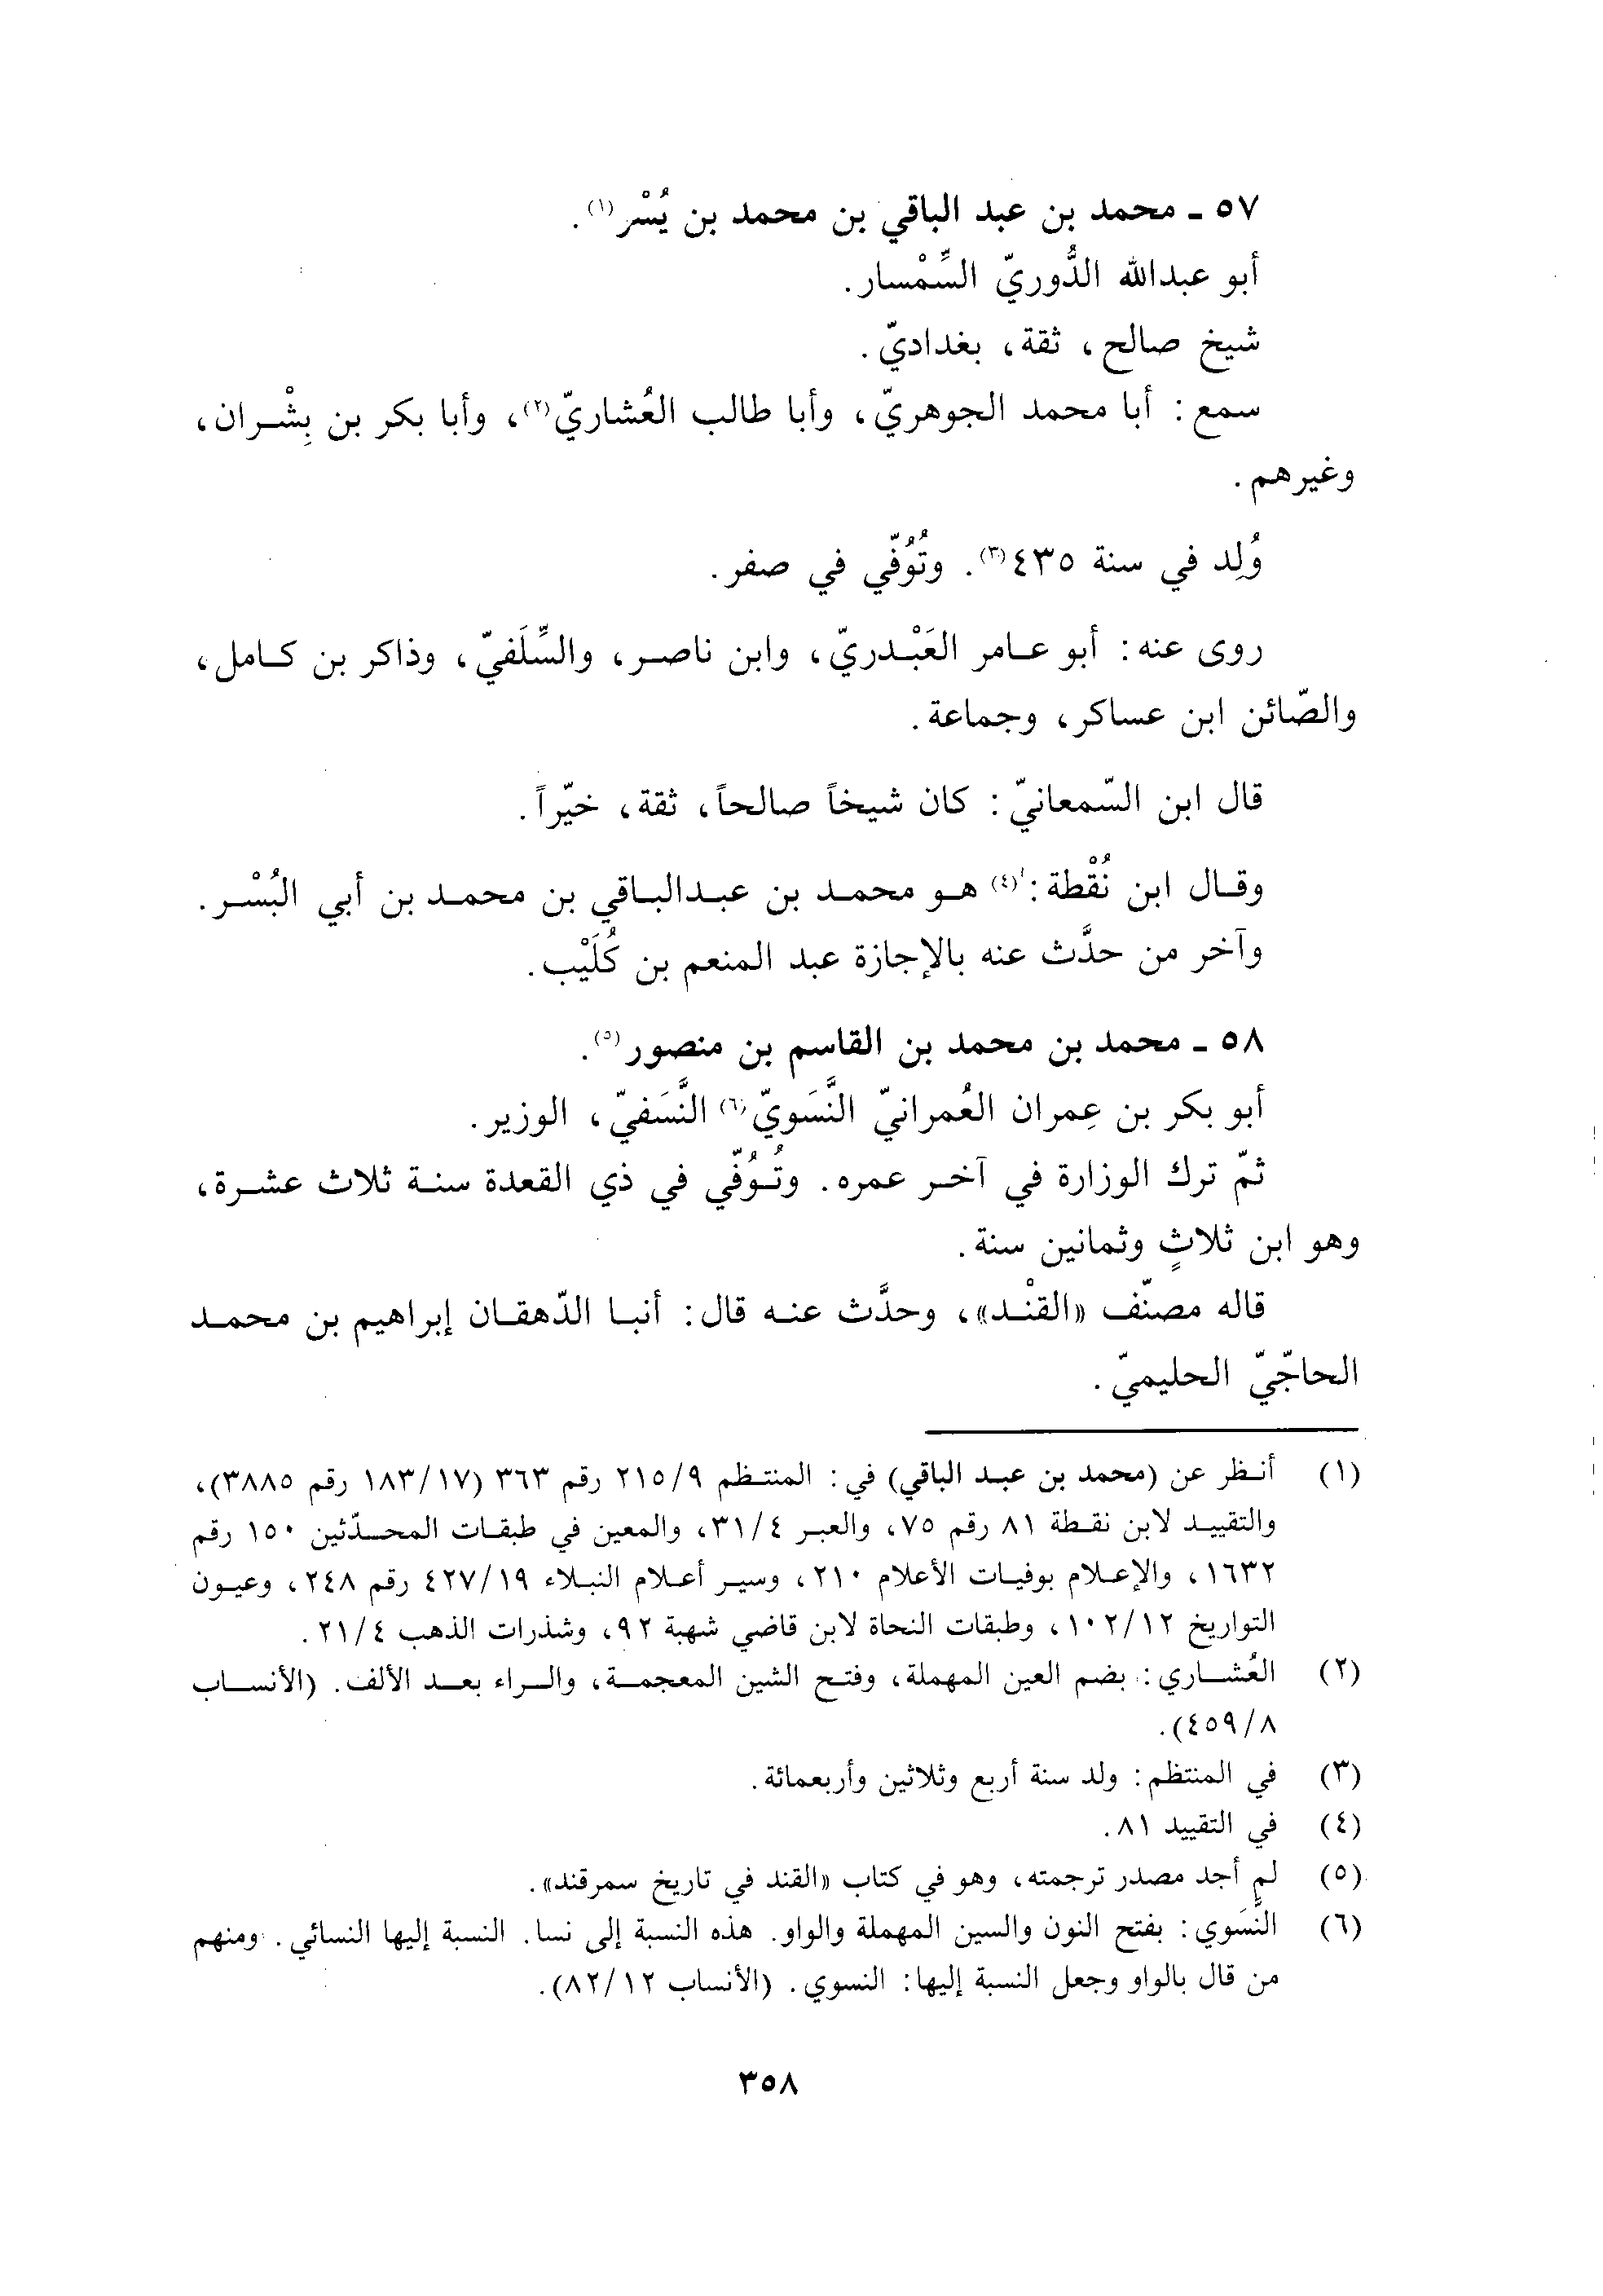 ٥٧ ـ محمد بن عبد الباقي بن محمد بن يُسْر(١).
أبو عبدالله الدُّوريّ السِّمْسار.
شيخ صالح، ثقة، بغداديّ.
سمع: أبا محمد الجوهريّ، وأبا طالب العُشاريّ(٢)، وأبا بكر بن بِشْران،
وغيرهم.
وُلِد في سنة ٤٣٥(٣). وتُوُفّي في صفر.
روى عنه: أبو عامر العَبْدريّ، وابن ناصر، والسِّلَفيّ، وذاكر بن كامل،
والصّائن ابن عساكر، وجماعة.
قال ابن السّمعانيّ: كان شيخاً صالحاً، ثقة، خيّراً.
وقال ابن نُقْطة:(٤) هو محمد بن عبدالباقي بن محمد بن أبي البُسْر.
وآخر من حدَّث عنه بالإجازة عبد المنعم بن كُلَيْب.
٥٨ ـ محمد بن محمد بن القاسم بن منصور(٥).
أبو بكر بن عِمران العُمرانيّ النَّسَويّ(٦) النَّسَفيّ، الوزير.
ثمّ ترك الوزارة في آخر عمره. وتُوُفّي في ذي القعدة سنة ثلاث عشرة،
وهو ابن ثلاثٍ وثمانين سنة.
قاله مصنّف «القنْد»، وحدَّث عنه قال: أنبا الدّهقان إبراهيم بن محمد
الحاجّيّ الحليميّ.
(١) أنظر عن (محمد بن عبد الباقي) في: المنتظم ٢١٥/٩ رقم ٣٦٣ (١٨٣/١٧ رقم ٣٨٨٥)،
والتقييد لابن نقطة ٨١ رقم ٧٥، والعبر ٣١/٤، والمعين في طبقات المحدّثين ١٥٠ رقم
١٦٣٢، والإعلام بوفيات الأعلام ٢١٠، وسير أعلام النبلاء ٤٢٧/١٩ رقم ٢٤٨، وعيون
التواريخ ١٠٢/١٢، وطبقات النحاة لابن قاضي شهبة ٩٢، وشذرات الذهب ٢١/٤.
(٢) العُشاري: بضم العين المهملة، وفتح الشين المعجمة، والراء بعد الألف. (الأنساب
٤٥٩/٨).
(٣) في المنتظم: ولد سنة أربع وثلاثين وأربعمائة.
(٤) في التقييد ٨١.
(٥) لم أجد مصدر ترجمته، وهو في كتاب «القند في تاريخ سمرقند».
(٦) النَّسَوي: بفتح النون والسين المهملة والواو. هذه النسبة إلى نسا. النسبة إليها النسائي. ومنهم
من قال بالواو وجعل النسبة إليها: النسوي. (الأنساب ٨٢/١٢).
٣٥٨